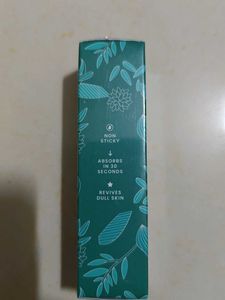 NON
STICKY
ABSORBS
IN 30
SECONDS
REVIVES
DULL SKIN